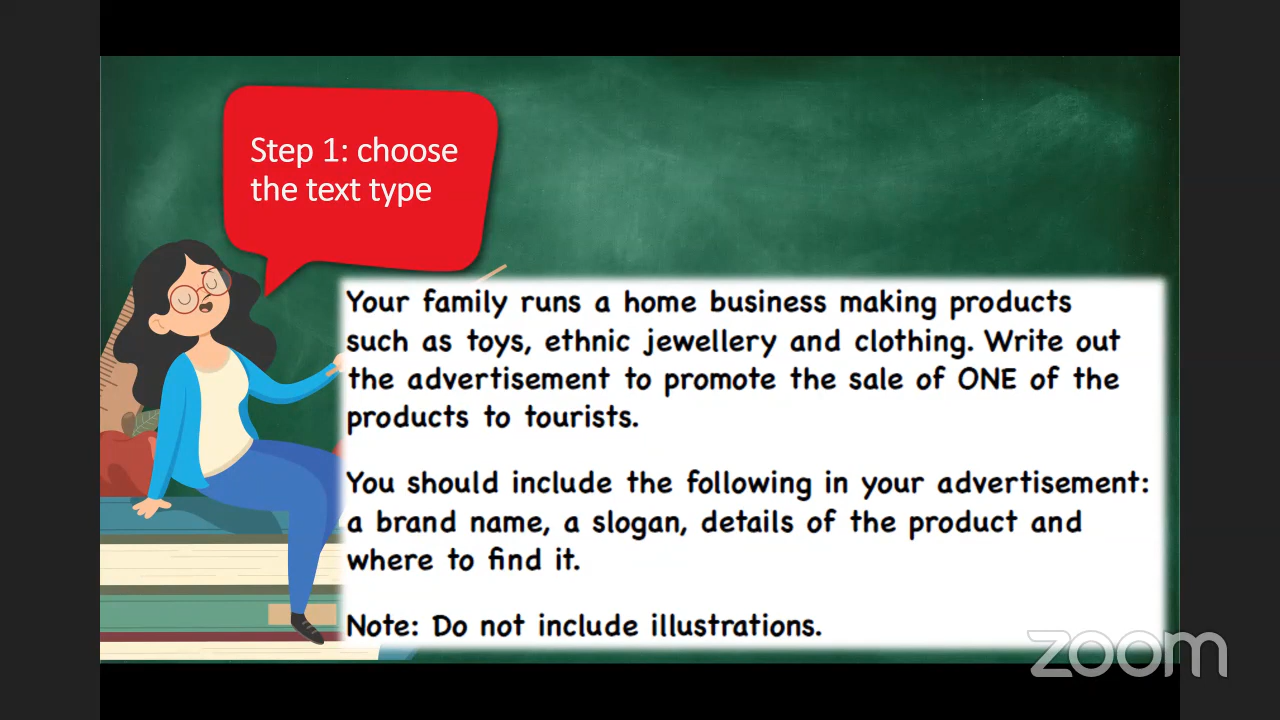 Step 1: choose
the text type
Your family runs a home business making products
such as toys, ethnic jewellery and clothing. Write out
the advertisement to promote the sale of ONE of the
products to tourists.
You should include the following in your advertisement:
a brand name, a slogan, details of the product and
where to find it.
Note: Do not include illustrations.
zoom